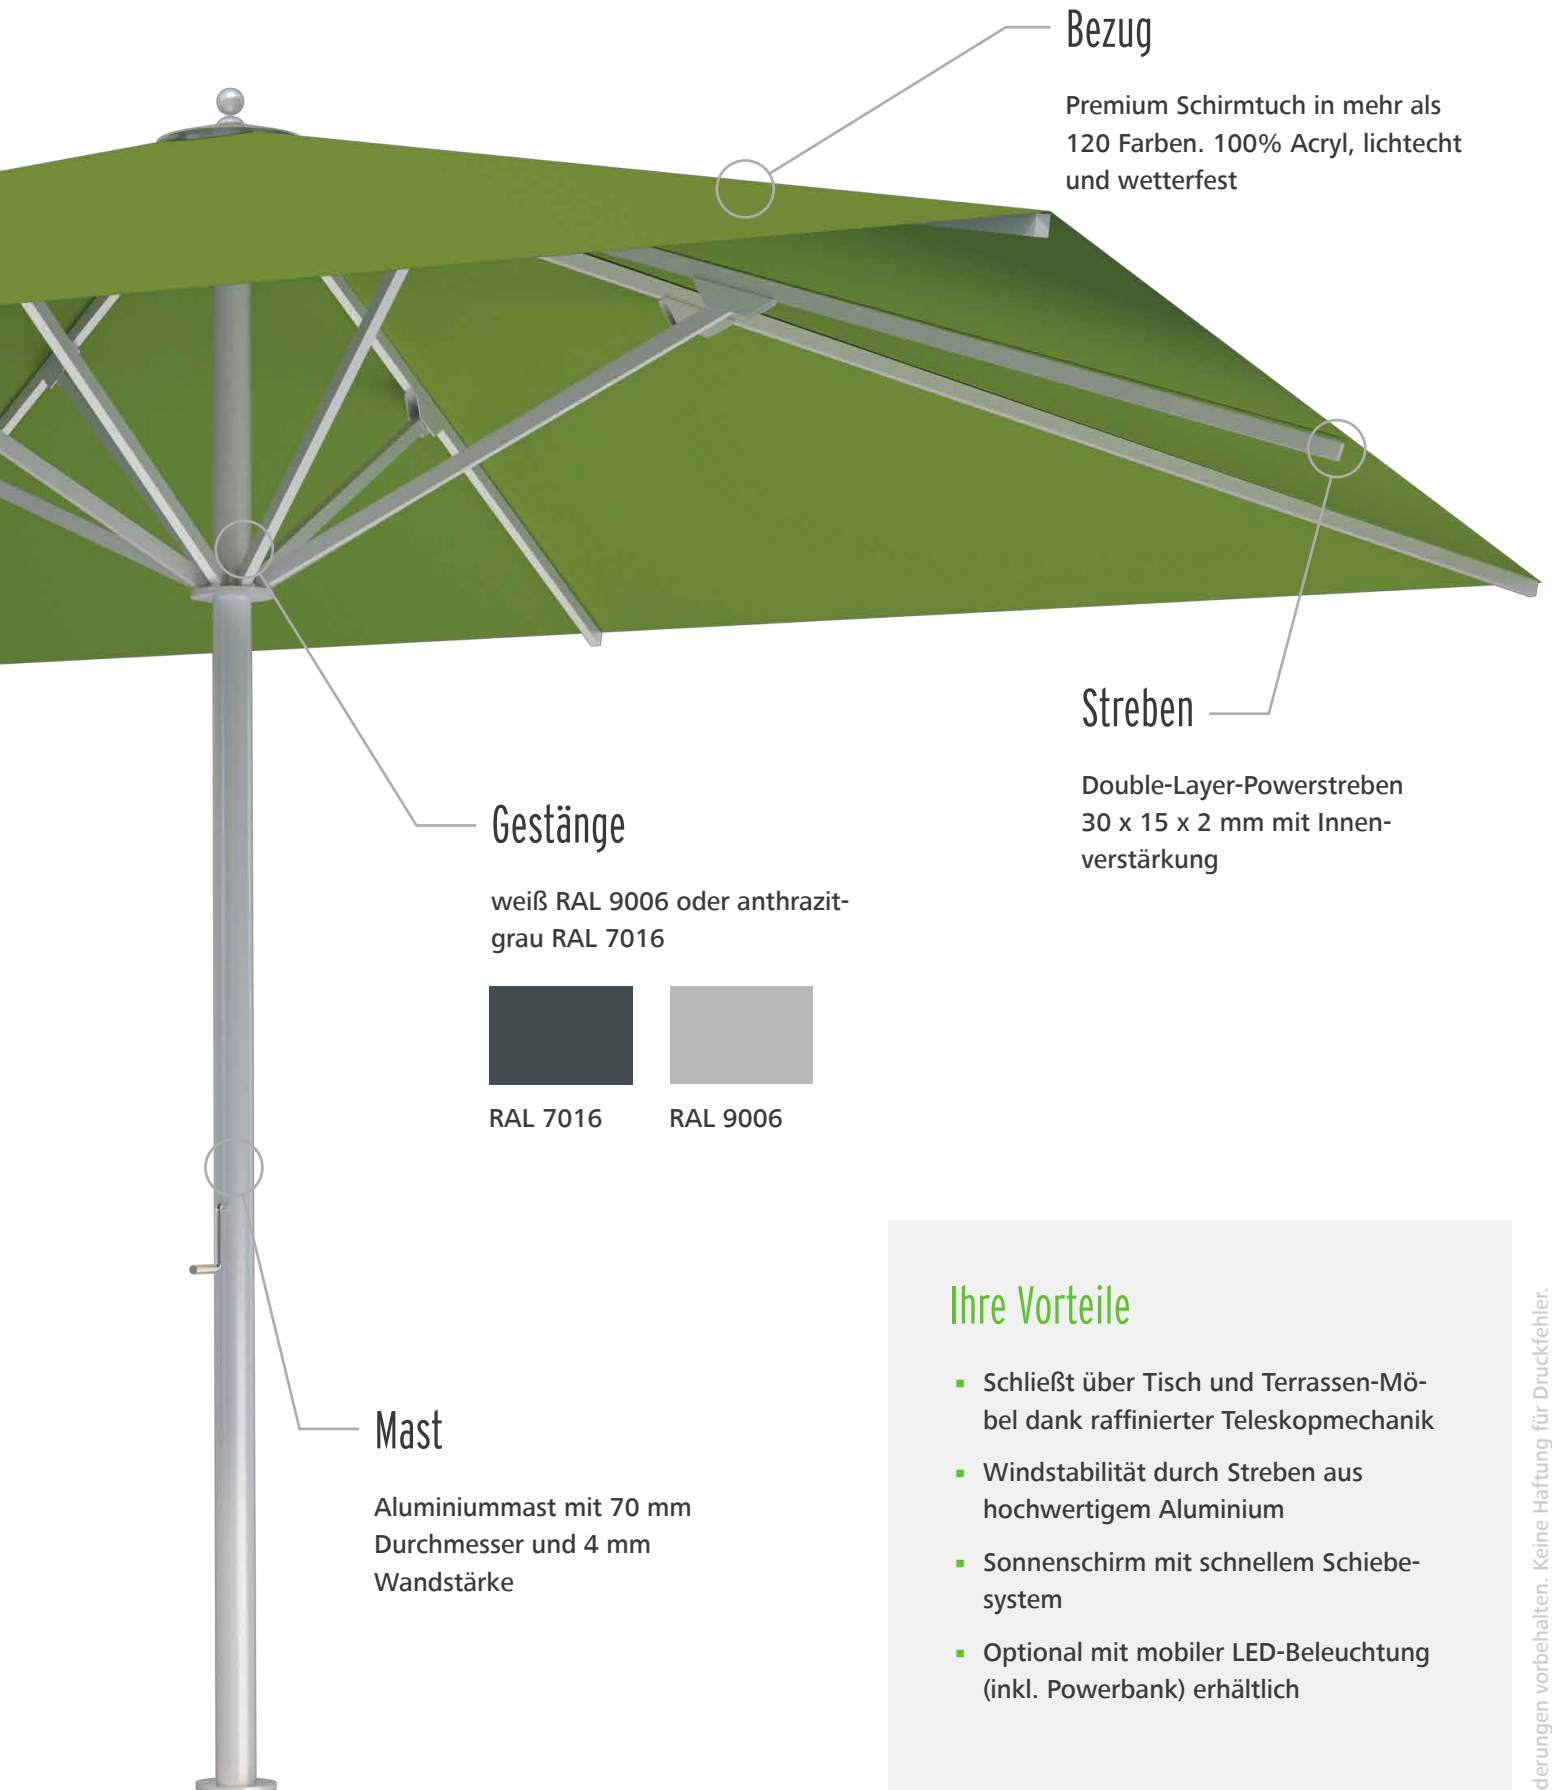 Bezug
Premium Schirmtuch in mehr als
120 Farben. 100% Acryl, lichtecht
und wetterfest
Streben
Double-Layer-Powerstreben
30 x 15 x 2 mm mit Innen-
verstärkung
Gestänge
weiß RAL 9006 oder anthrazit-
grau RAL 7016
RAL 7016
RAL 9006
Mast
Aluminiummast mit 70 mm
Durchmesser und 4 mm
Wandstärke
Ihre Vorteile
Schließt über Tisch und Terrassen-Mö-
bel dank raffinierter Teleskopmechanik
Windstabilität durch Streben aus
hochwertigem Aluminium
Sonnenschirm mit schnellem Schiebe-
system
Optional mit mobiler LED-Beleuchtung
(inkl. Powerbank) erhältlich
derungen vorbehalten. Keine Haftung für Druckfehler.